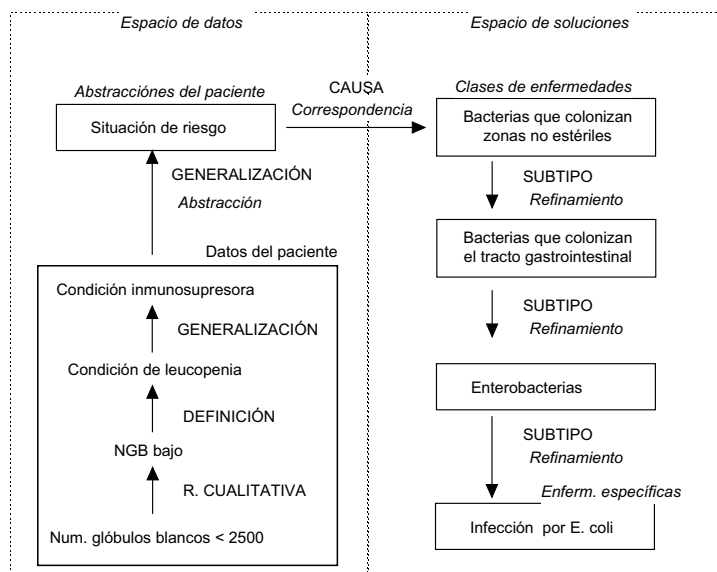 Espacio de datos
Espacio de soluciones
Abstracciónes del paciente
CAUSA
Correspondencia
Clases de enfermedades
Situación de riesgo
Bacterias que colonizan
zonas no estériles
GENERALIZACIÓN
Abstracción
SUBTIPO
Refinamiento
Datos del paciente
Bacterias que colonizan
el tracto gastrointestinal
Condición inmunosupresora
GENERALIZACIÓN
SUBTIPO
Refinamiento
Condición de leucopenia
Enterobacterias
DEFINICIÓN
NGB bajo
SUBTIPO
Refinamiento
R. CUALITATIVA
Enferm. específicas
Num. glóbulos blancos < 2500
Infección por E. coli